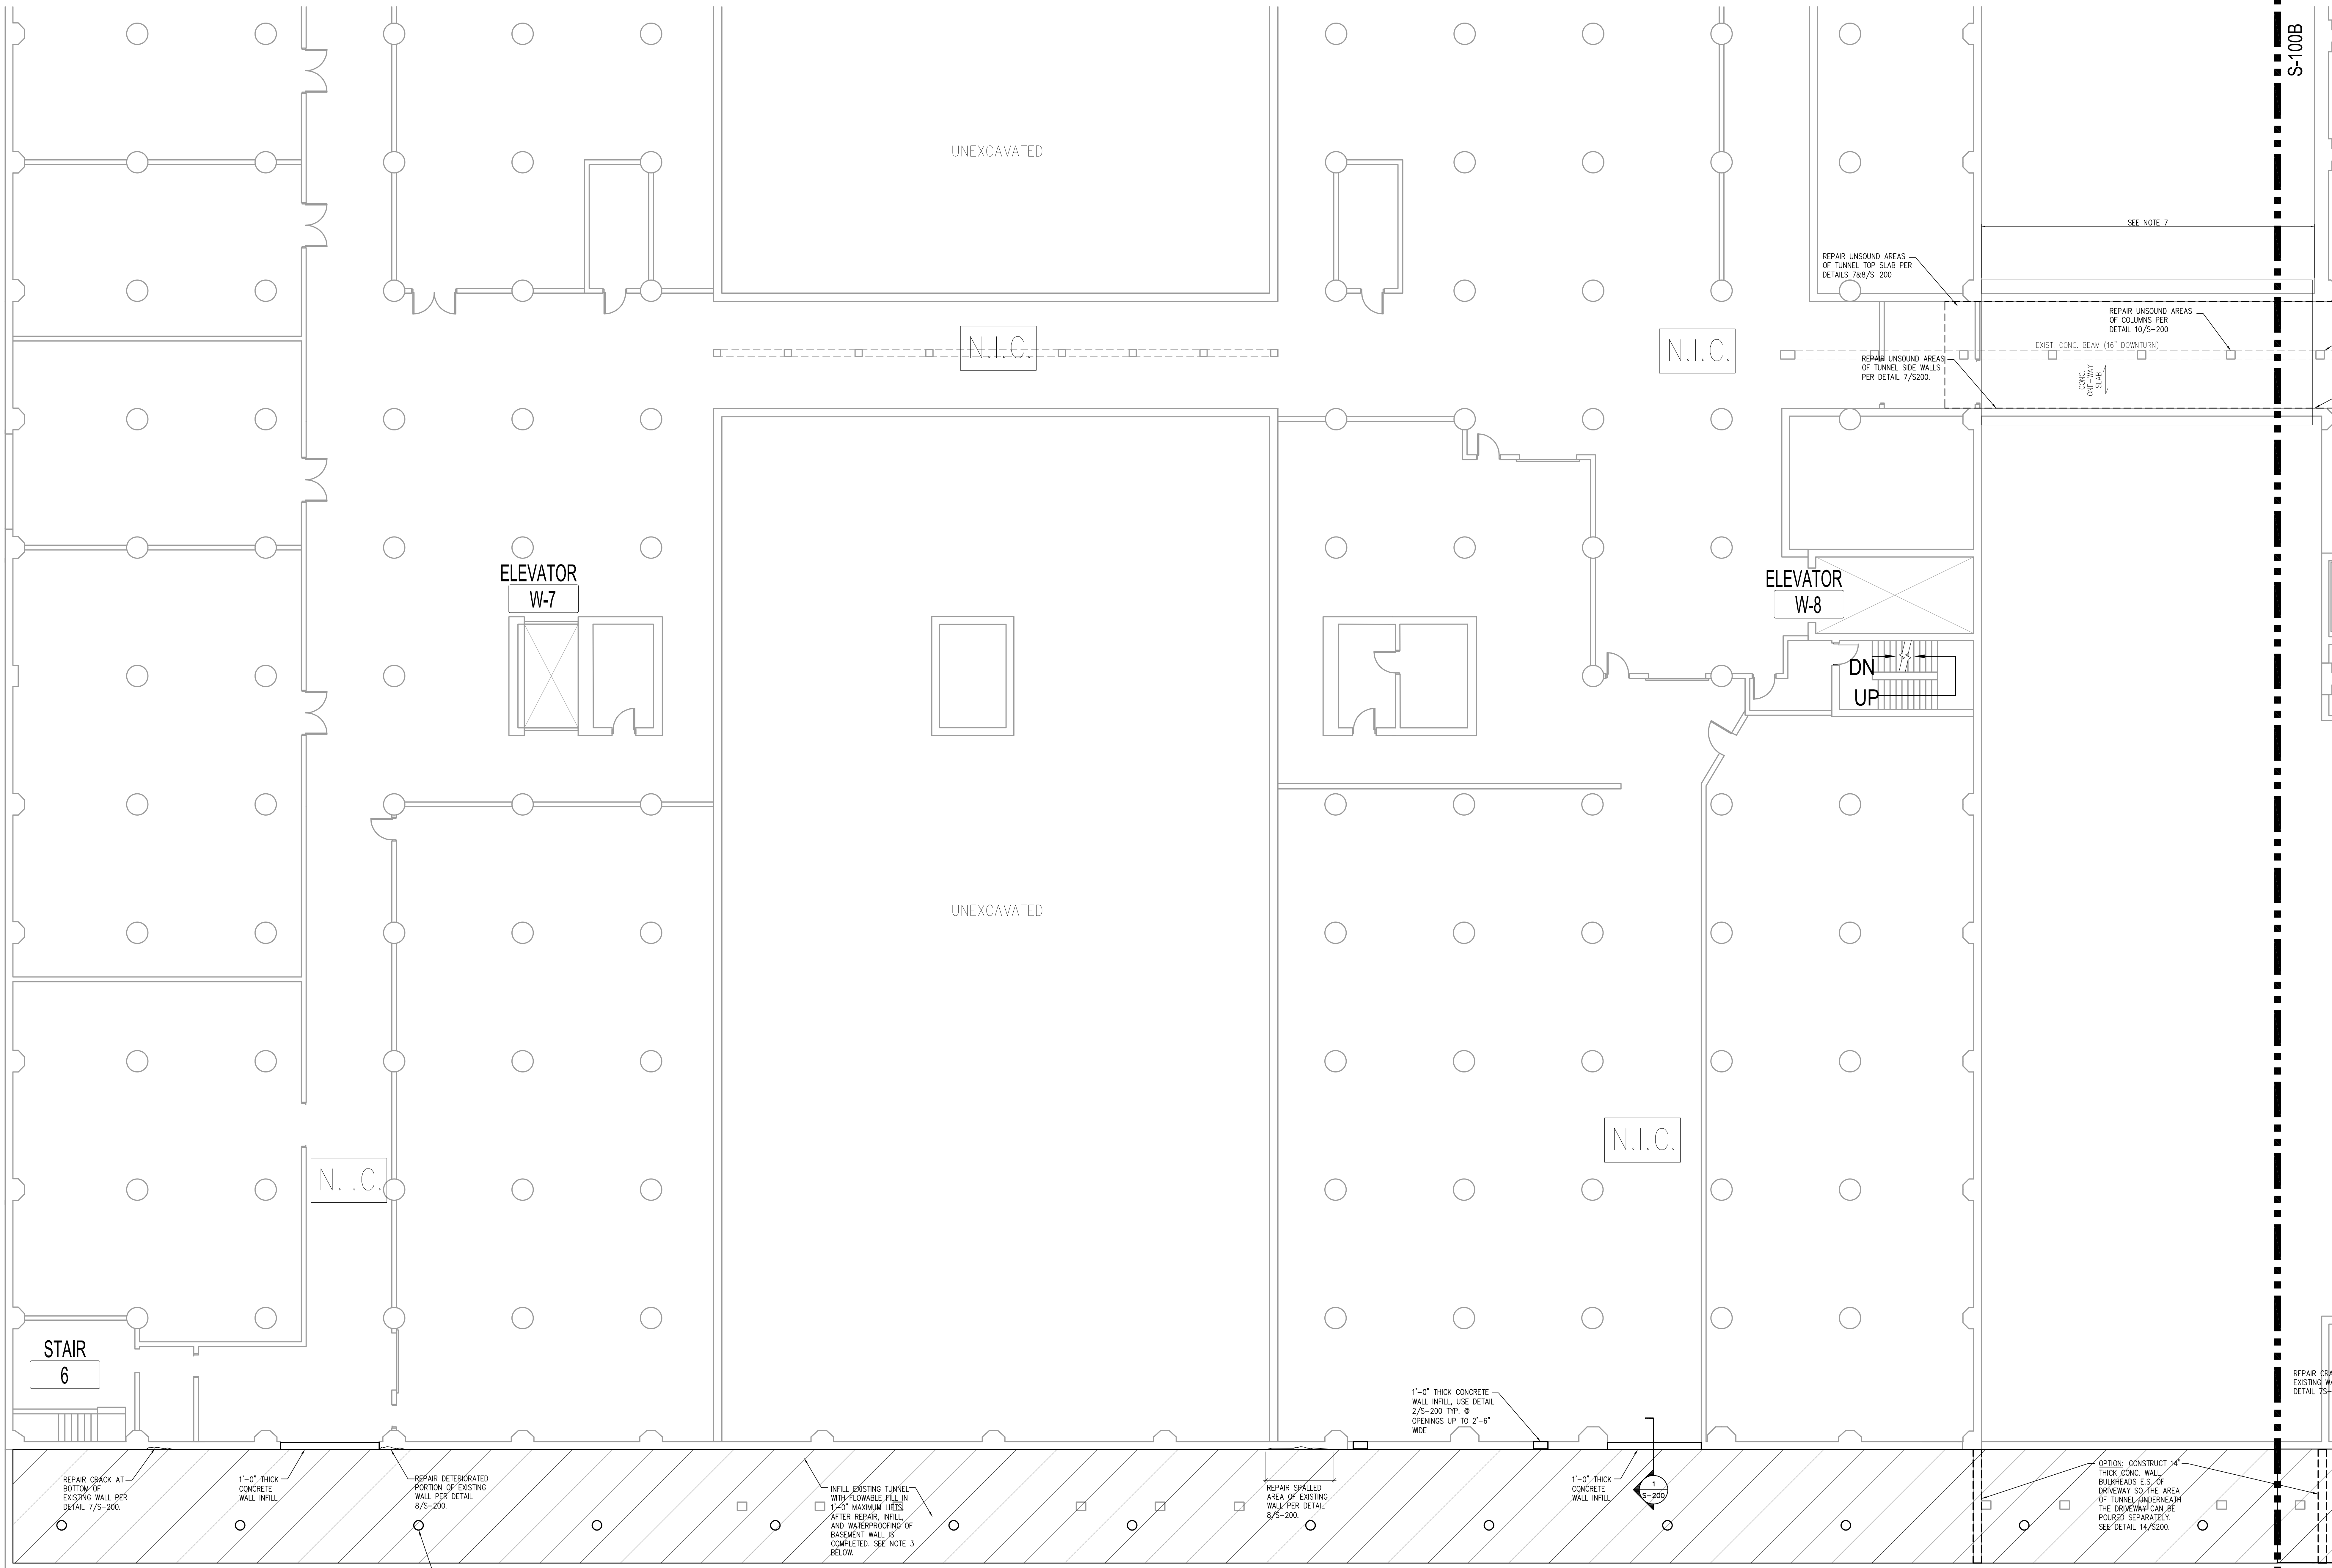 S-100B
UNEXCAVATED
SEE NOTE 7
REPAIR UNSOUND AREAS
OF TUNNEL TOP SLAB PER
DETAILS 7&8/S-200
REPAIR UNSOUND AREAS
OF COLUMNS PER
DETAIL 10/S-200
N.I.C.
N.I.C.
EXIST. CONC. BEAM (16" DOWNTURN)
REPAIR UNSOUND AREAS
OF TUNNEL SIDE WALLS
PER DETAIL 7/S200.
CONC.
ONE-WAY
SLAB
ELEVATOR
W-7
ELEVATOR
W-8
DN
UP
UNEXCAVATED
N.I.C.
N.I.C.
STAIR
6
REPAIR
EXISTING
DETAIL
1'-0" THICK CONCRETE
WALL INFILL, USE DETAIL
2/S-200 TYP. @
OPENINGS UP TO 2'-6"
WIDE
REPAIR CRACK AT
BOTTOM OF
EXISTING WALL PER
DETAIL 7/S-200.
1'-0" THICK
CONCRETE
WALL INFILL
REPAIR DETERIORATED
PORTION OF EXISTING
WALL PER DETAIL
8/S-200.
INFILL EXISTING TUNNEL
WITH FLOWABLE FILL IN
1'-0" MAXIMUM LIFTS,
AFTER REPAIR, INFILL,
AND WATERPROOFING OF
BASEMENT WALL IS
COMPLETED. SEE NOTE 3
BELOW.
REPAIR SPALLED
AREA OF EXISTING
WALL PER DETAIL
8/S-200.
1'-0" THICK
CONCRETE
WALL INFILL
1
S-200
OPTION: CONSTRUCT 14"
THICK CONC. WALL
BULKHEADS E.S. OF
DRIVEWAY SO THE AREA
OF TUNNEL UNDERNEATH
THE DRIVEWAY CAN BE
POURED SEPARATELY.
SEE DETAIL 14/S200.